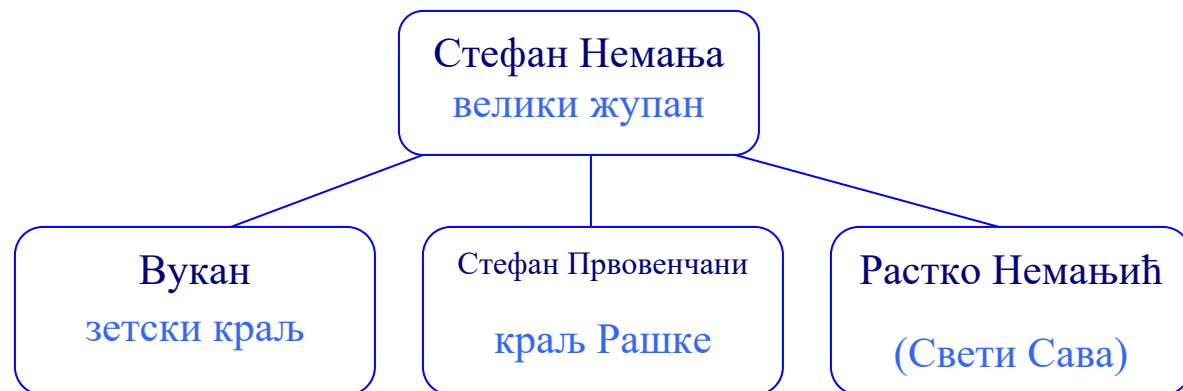 Стефан Немања
велики жупан
Вукан
зетски краљ
Стефан Првовенчани
краљ Рашке
Растко Немањић
(Свети Сава)